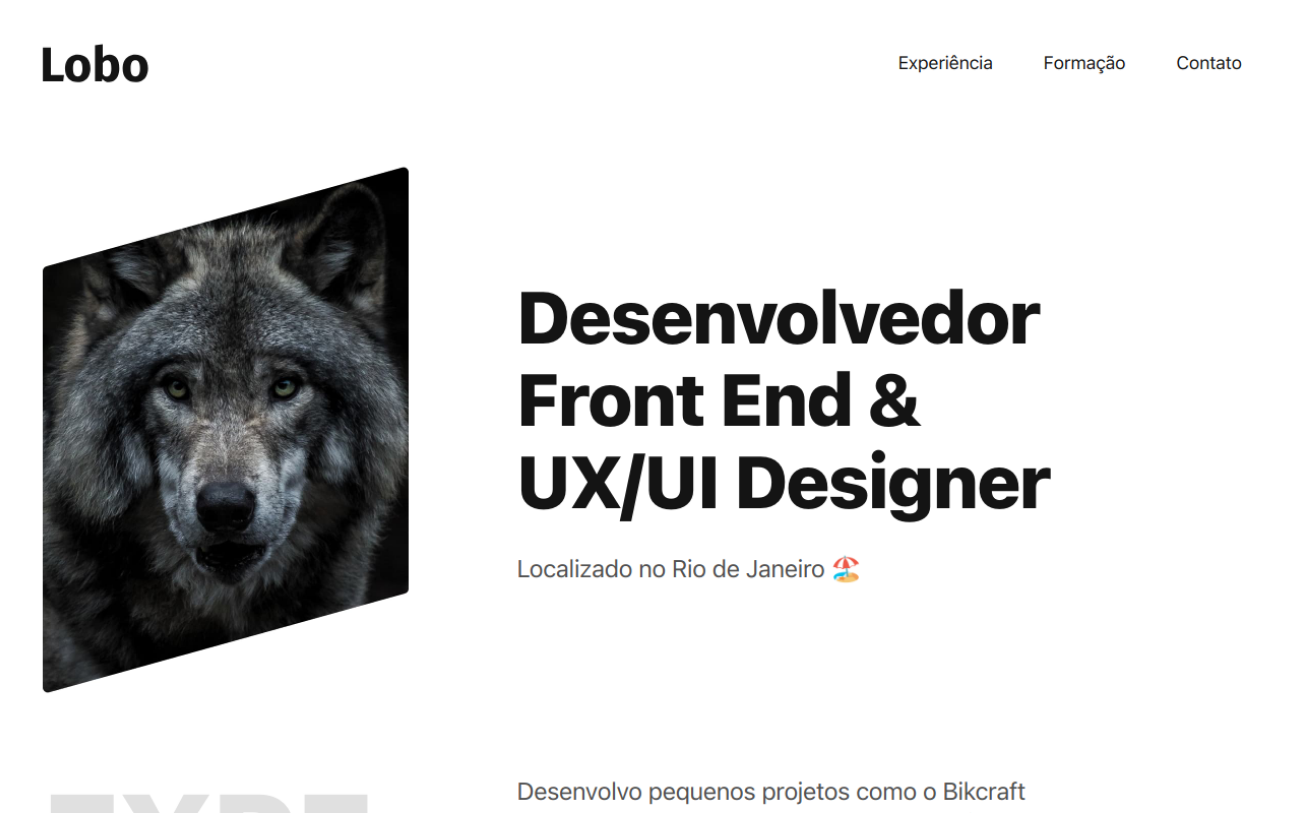 Lobo
Experiência Formação Contato
Desenvolvedor
Front End &
UX/UI Designer
Localizado no Rio de Janeiro 🏖️
Desenvolvo pequenos projetos como o Bikcraft